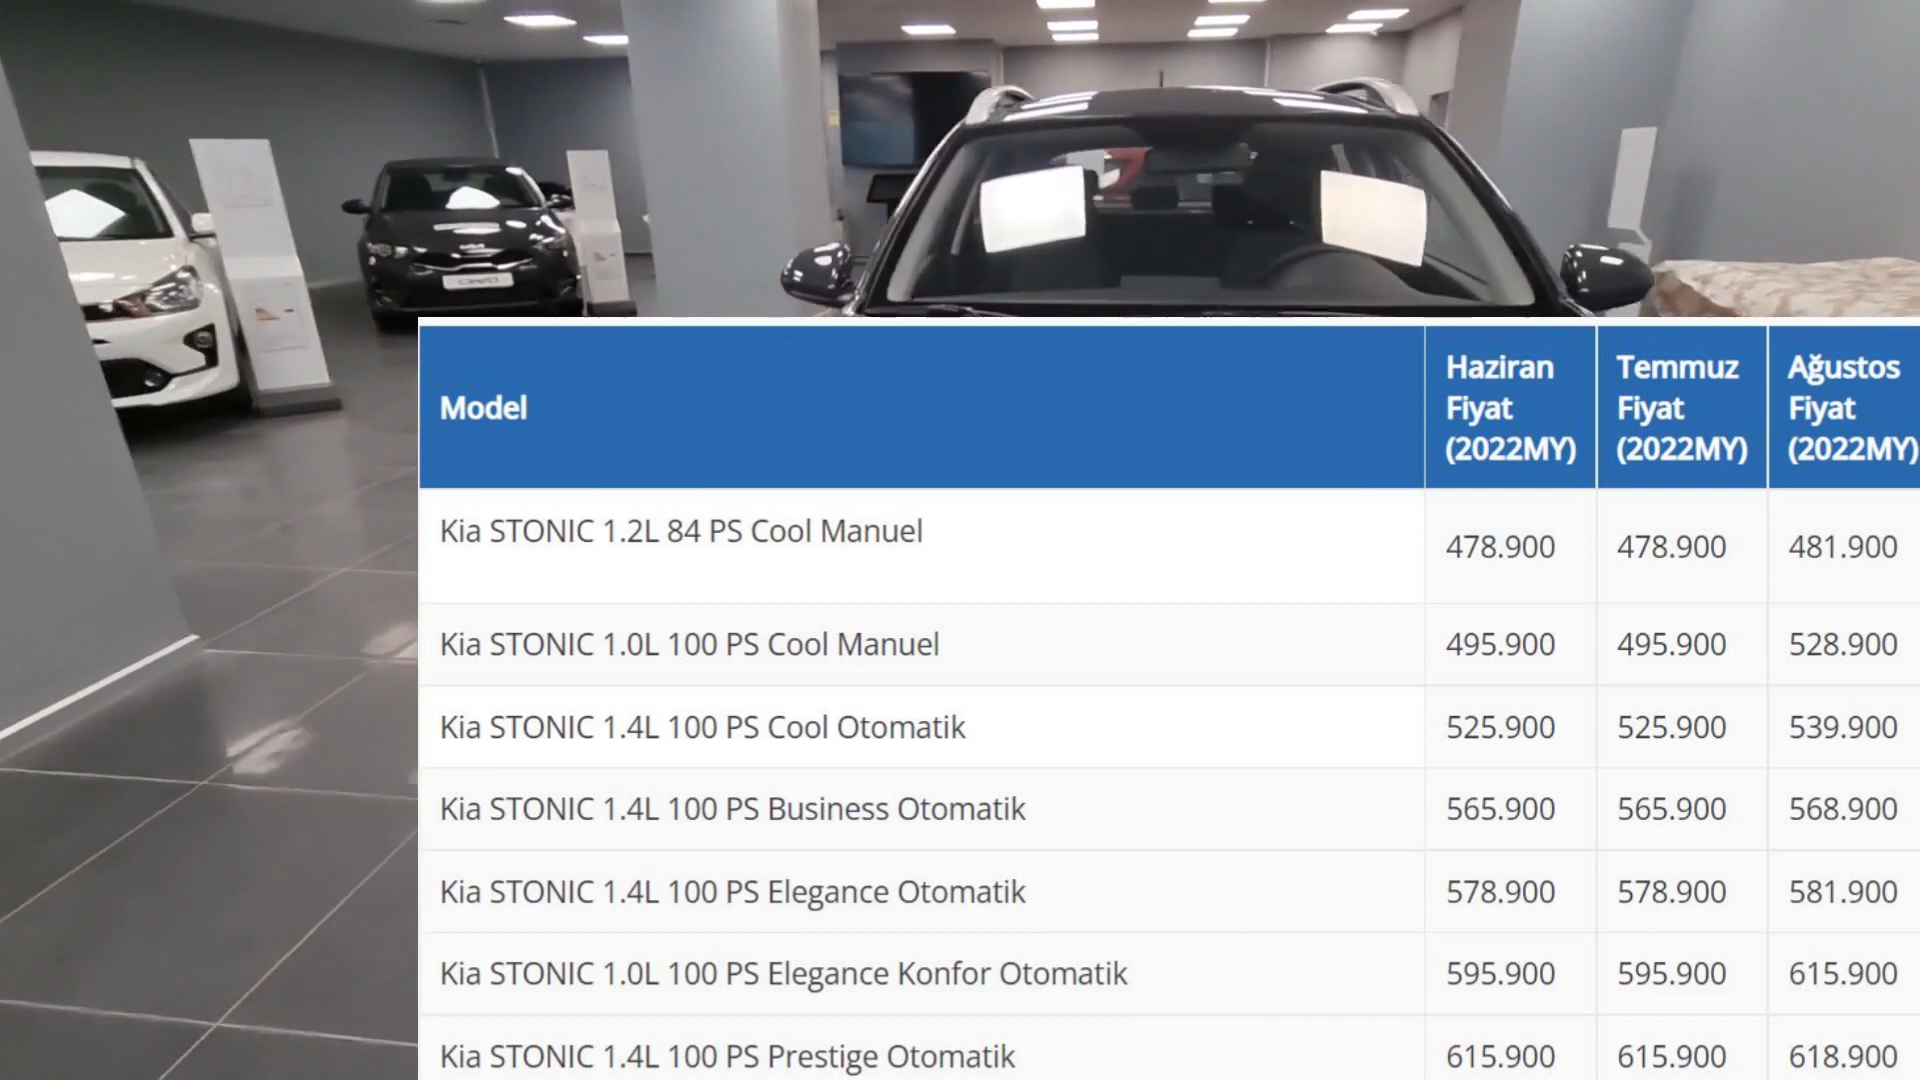 Model
Haziran
Fiyat
(2022MY)
Temmuz
Fiyat
(2022MY)
Ağustos
Fiyat
(2022MY)
Kia STONIC 1.2L 84 PS Cool Manuel 478.900 478.900 481.900
Kia STONIC 1.0L 100 PS Cool Manuel 495.900 495.900 528.900
Kia STONIC 1.4L 100 PS Cool Otomatik 525.900 525.900 539.900
Kia STONIC 1.4L 100 PS Business Otomatik 565.900 565.900 568.900
Kia STONIC 1.4L 100 PS Elegance Otomatik 578.900 578.900 581.900
Kia STONIC 1.0L 100 PS Elegance Konfor Otomatik 595.900 595.900 615.900
Kia STONIC 1.4L 100 PS Prestige Otomatik 615.900 615.900 618.900